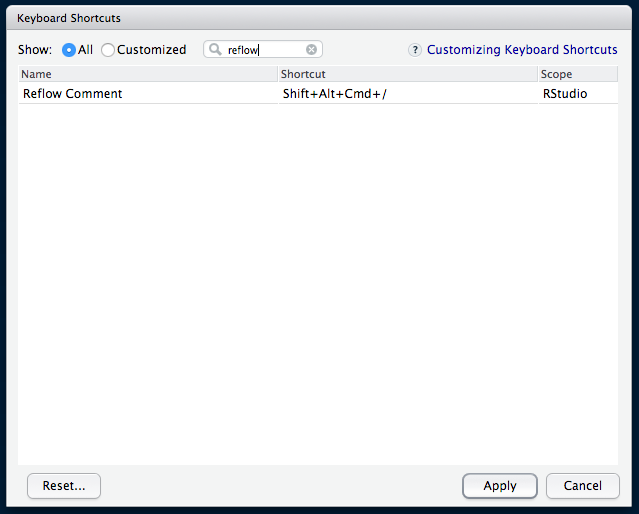 Keyboard Shortcuts
Show: All Customized reflow ? Customizing Keyboard Shortcuts
Name Shortcut Scope
Reflow Comment Shift+Alt+Cmd+/ RStudio
Reset... Apply Cancel